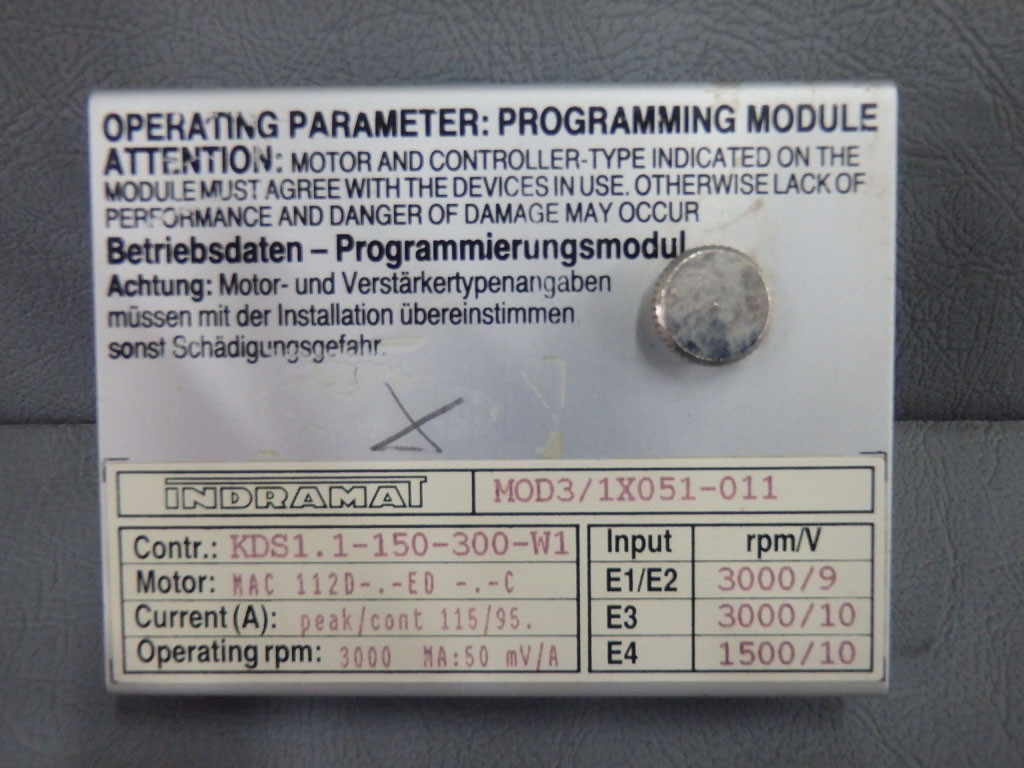 OPERATING PARAMETER: PROGRAMMING MODULE
ATTENTION: MOTOR AND CONTROLLER-TYPE INDICATED ON THE
MODULE MUST AGREE WITH THE DEVICES IN USE. OTHERWISE LACK OF
PERFORMANCE AND DANGER OF DAMAGE MAY OCCUR
Betriebsdaten – Programmierungsmodul
Achtung: Motor- und Verstärkertypenangaben
müssen mit der Installation übereinstimmen
sonst Schädigungsgefahr.
INDRAMAT MOD3/1X051-011
Contr.: KDS1.1-150-300-W1
Motor: MAC 112D-.-ED -.-C
Current (A): peak/cont 115/95.
Operating rpm: 3000 MA:50 mV/A
Input rpm/V
E1/E2 3000/9
E3 3000/10
E4 1500/10